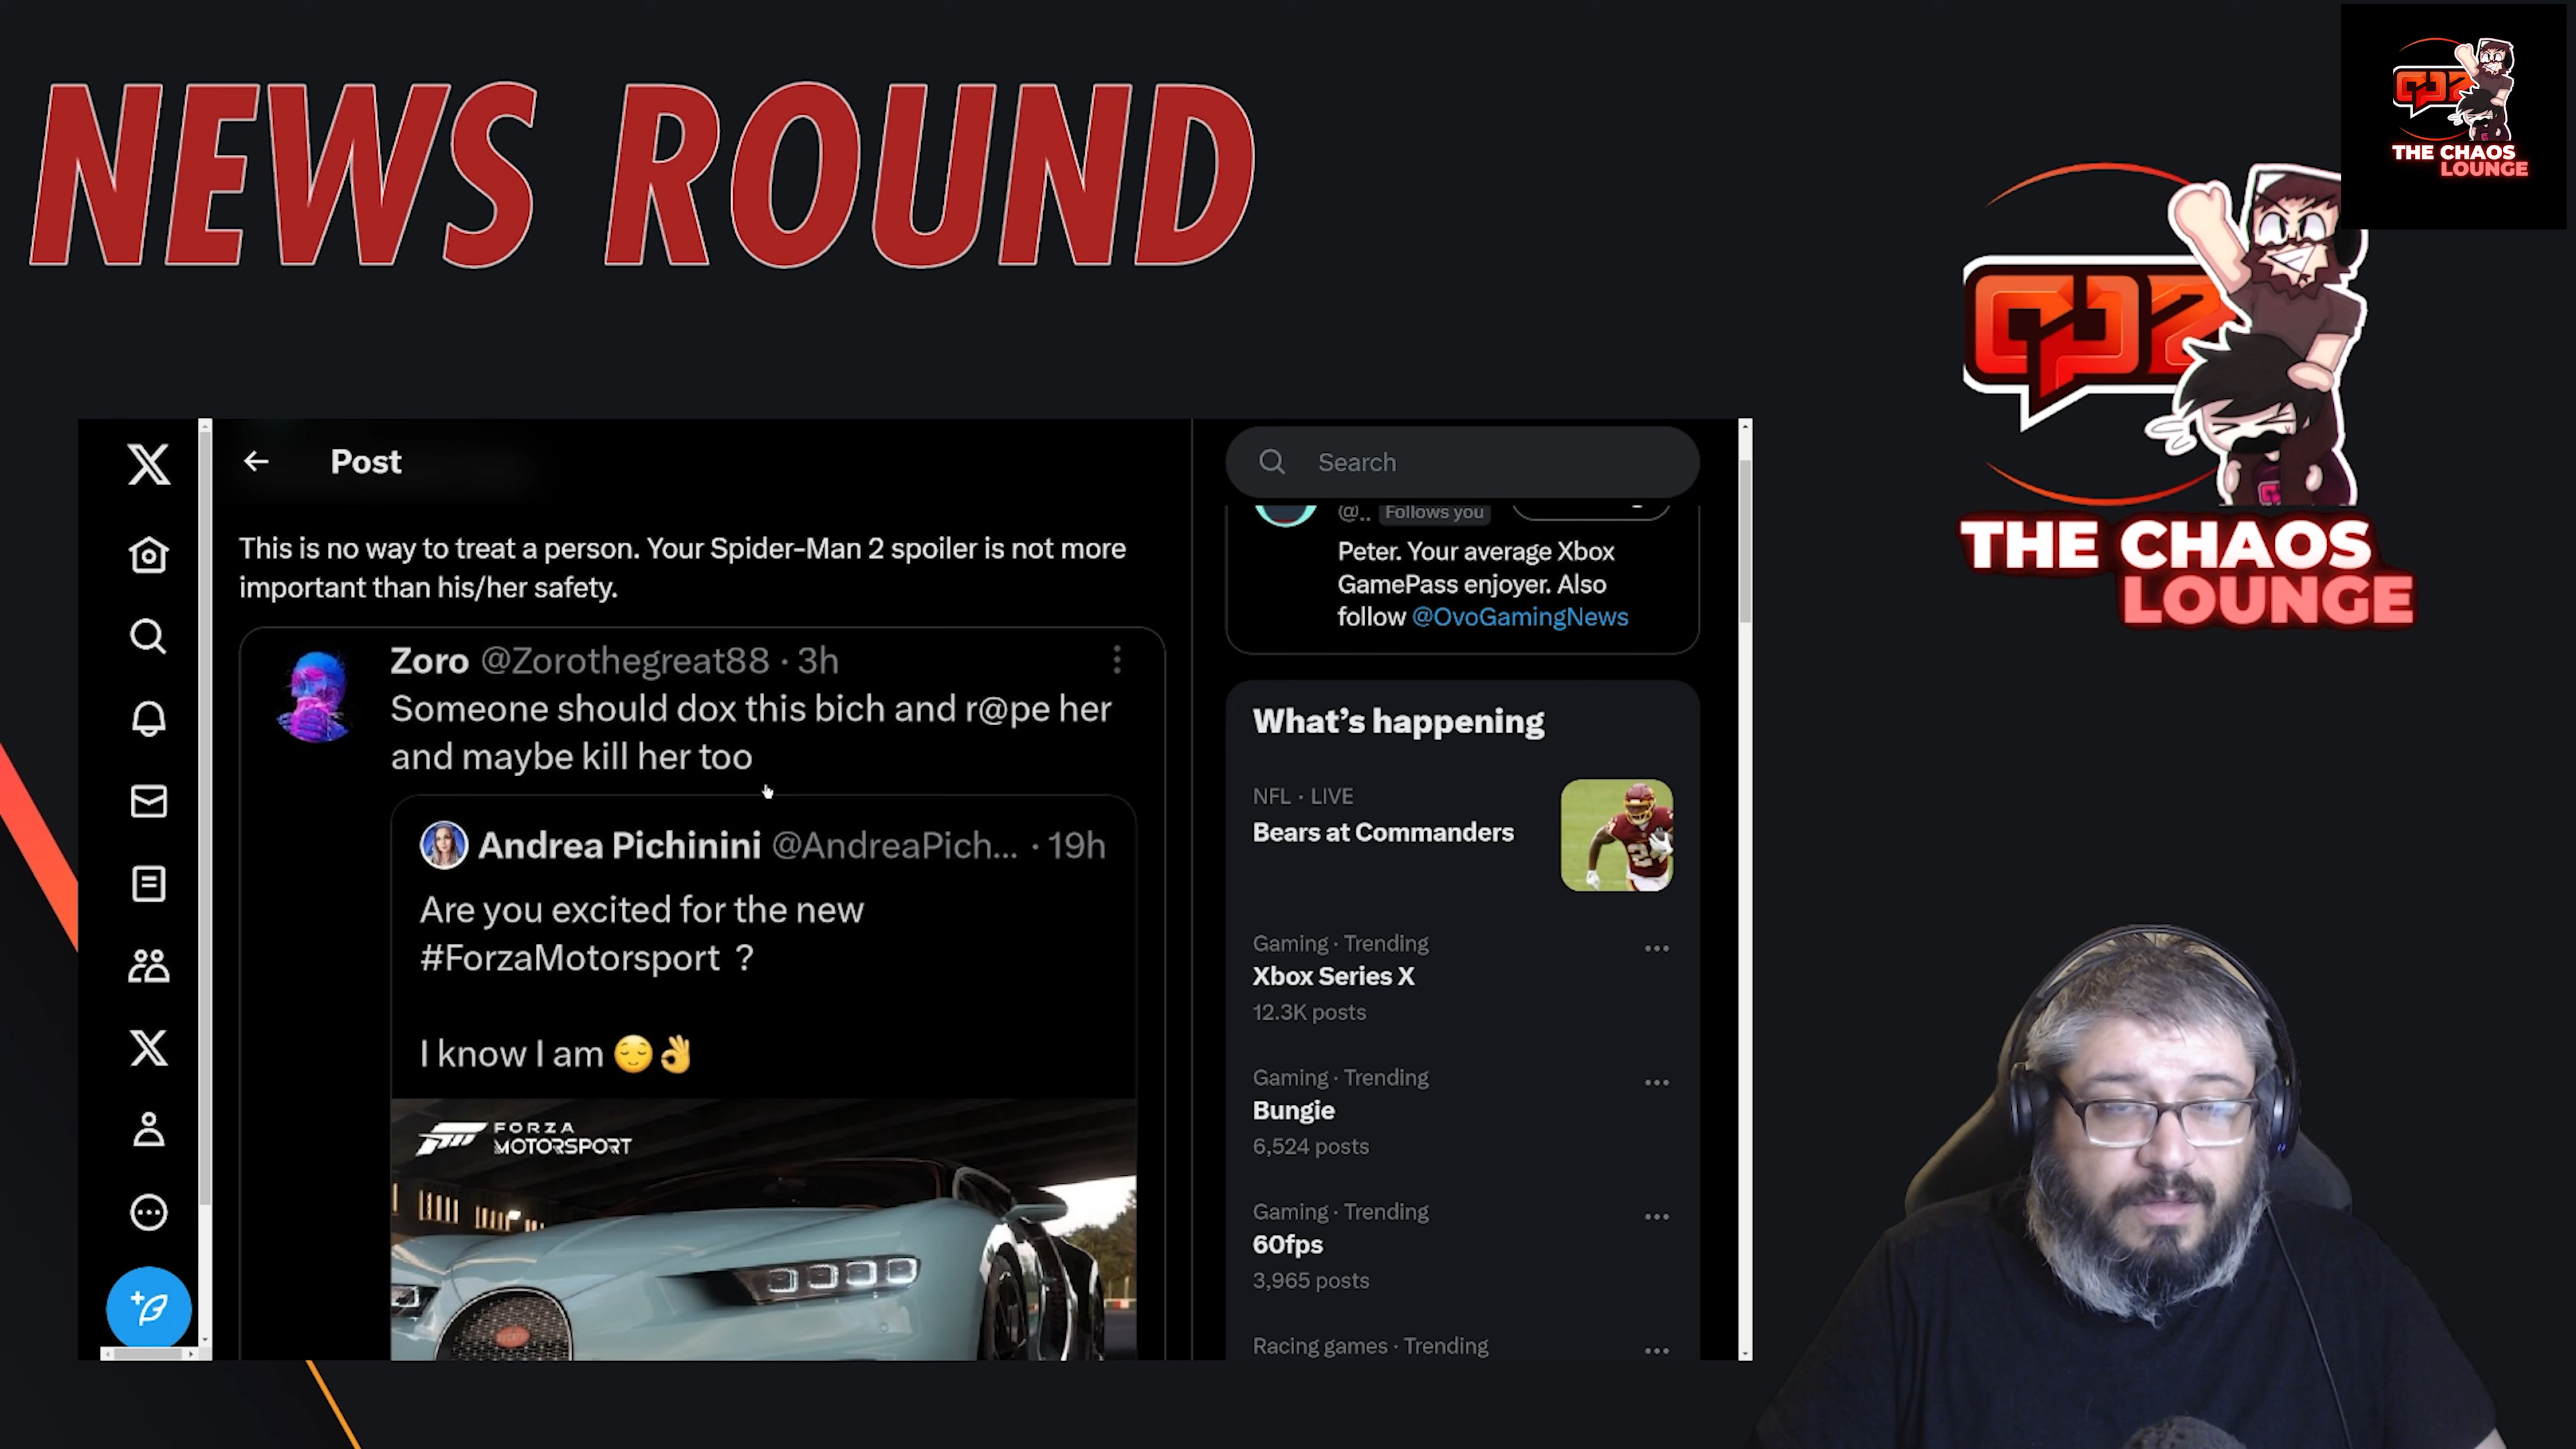 NEWS ROUND
QJ2
THE CHAOS
LOUNGE
QJ2
THE CHAOS
LOUNGE
X
Post
This is no way to treat a person. Your Spider-Man 2 spoiler is not more
important than his/her safety.
Zoro @Zorothegreat88 · 3h
Someone should dox this bich and r@pe her
and maybe kill her too
Andrea Pichinini @AndreaPich... · 19h
Are you excited for the new
#ForzaMotorsport ?
I know I am 😌👌
FORZA
MOTORSPORT
Search
@.. Follows you
Peter. Your average Xbox
GamePass enjoyer. Also
follow @OvoGamingNews
What's happening
NFL · LIVE
Bears at Commanders
Gaming · Trending
Xbox Series X
12.3K posts
Gaming · Trending
Bungie
6,524 posts
Gaming · Trending
60fps
3,965 posts
Racing games · Trending